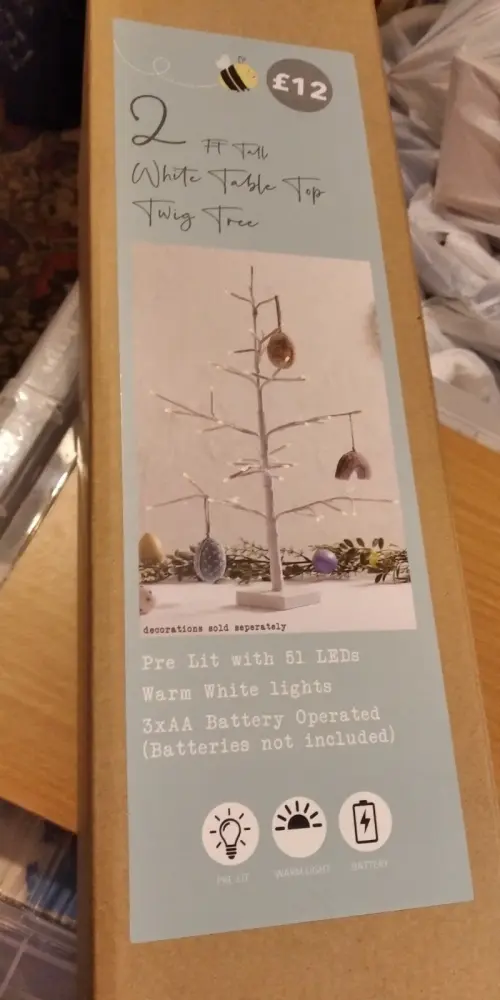 £12
2 FT Tall
White Table Top
Twig Tree
decorations sold seperately
Pre Lit with 51 LEDs
Warm White lights
3xAA Battery Operated
(Batteries not included)
PRE LIT
WARM LIGHT
BATTERY